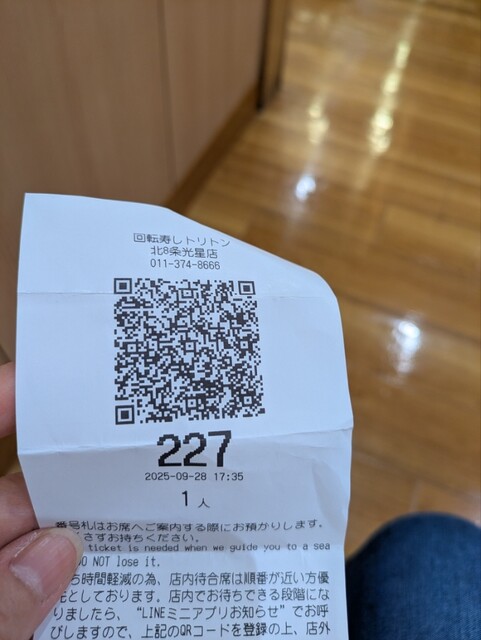 回転寿しトリトン
北8条光星店
011-374-8666
227
2025-09-28 17:35
1 人
番号札はお席へご案内する際にお預かりします。
さずお持ちください。
ticket is needed when we guide you to a sea
NOT lose it.
ち時間軽減の為、店内待合席は順番が近い方優
としております。店内でお待ちできる段階にな
りましたら、“LINEミニアプリお知らせ”でお呼
びしますので、上記のQRコードを登録の上、店外